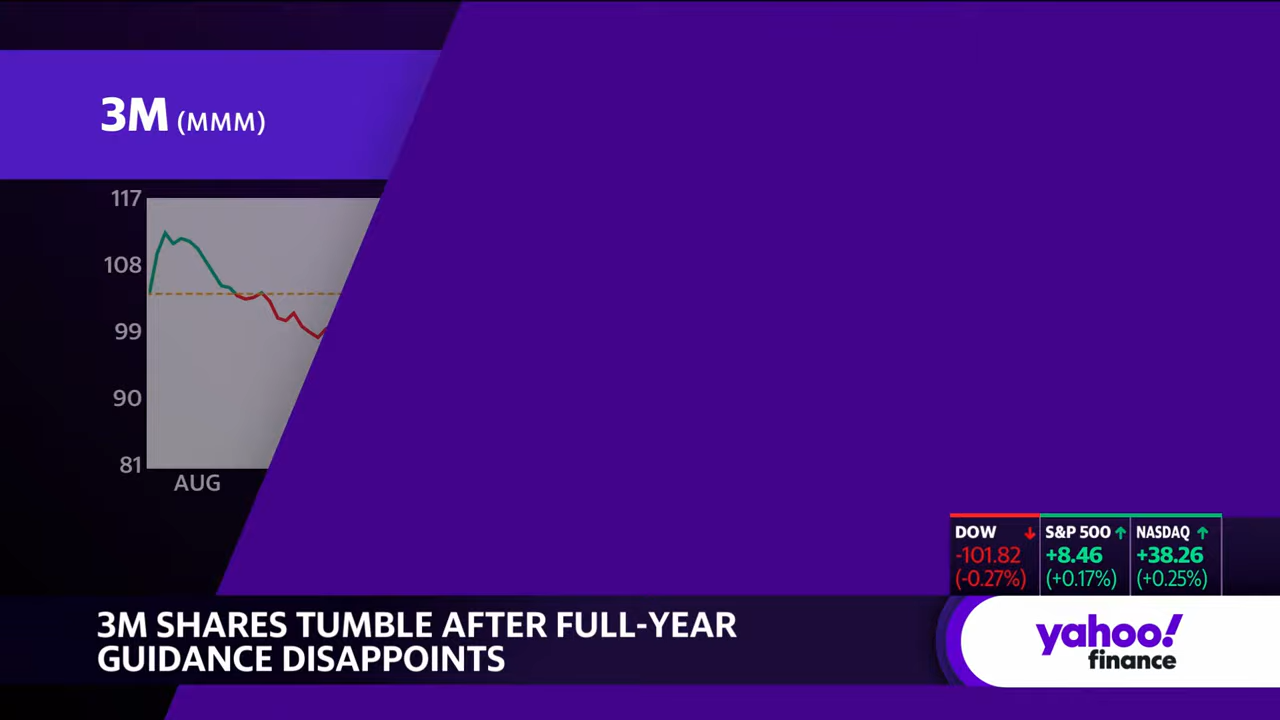 3M (MMM)
117
108
99
90
81
AUG
DOW
-101.82
(-0.27%)
S&P 500
+8.46
(+0.17%)
NASDAQ
+38.26
(+0.25%)
3M SHARES TUMBLE AFTER FULL-YEAR
GUIDANCE DISAPPOINTS
yahoo!
finance